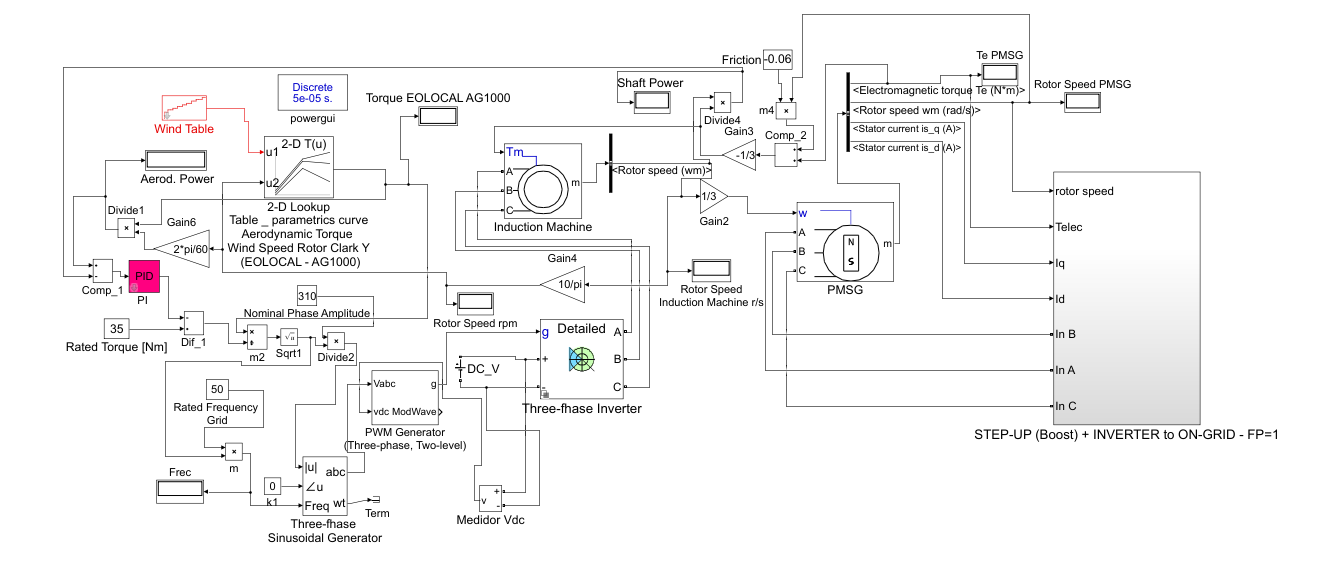 Friction
-0.06
Te PMSG
Discrete
5e-05 s.
powergui
Torque EOLOCAL AG1000
Shaft Power
<Electromagnetic torque Te (N*m)>
Rotor Speed PMSG
Wind Table
Divide4
m4
<Rotor speed wm (rad/s)>
Gain3
Comp_2
<Stator current is_q (A)>
<Stator current is_d (A)>
2-D T(u)
u1
u2
Tm
A
B
C
m
-1/3
Aerod. Power
<Rotor speed (wm)>
rotor speed
2-D Lookup
Table _ parametrics curve
Aerodynamic Torque
Wind Speed Rotor Clark Y
(EOLOCAL - AG1000)
Divide1
Gain6
2*pi/60
1/3
Gain2
Induction Machine
w
A
B
C
N
S
m
PMSG
Telec
Iq
Id
In B
In A
In C
STEP-UP (Boost) + INVERTER to ON-GRID - FP=1
Comp_1
PID
PI
Gain4
10/pi
Rotor Speed
Induction Machine r/s
310
Nominal Phase Amplitude
Rotor Speed rpm
35
Rated Torque [Nm]
Dif_1
m2
Sqrt1
Divide2
g
Detailed
+
-
A
B
C
Three-fhase Inverter
DC_V
Vabc
g
vdc
ModWave
PWM Generator
(Three-phase, Two-level)
50
Rated Frequency
Grid
m
Frec
0
k1
|u|
∠u
Freq
abc
wt
Term
Three-fhase
Sinusoidal Generator
v
+
-
Medidor Vdc